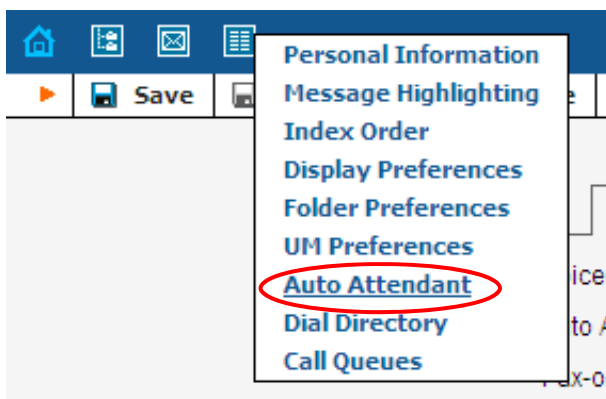 Personal Information
Save
Message Highlighting
Index Order
Display Preferences
Folder Preferences
UM Preferences
Auto Attendant
Dial Directory
Call Queues